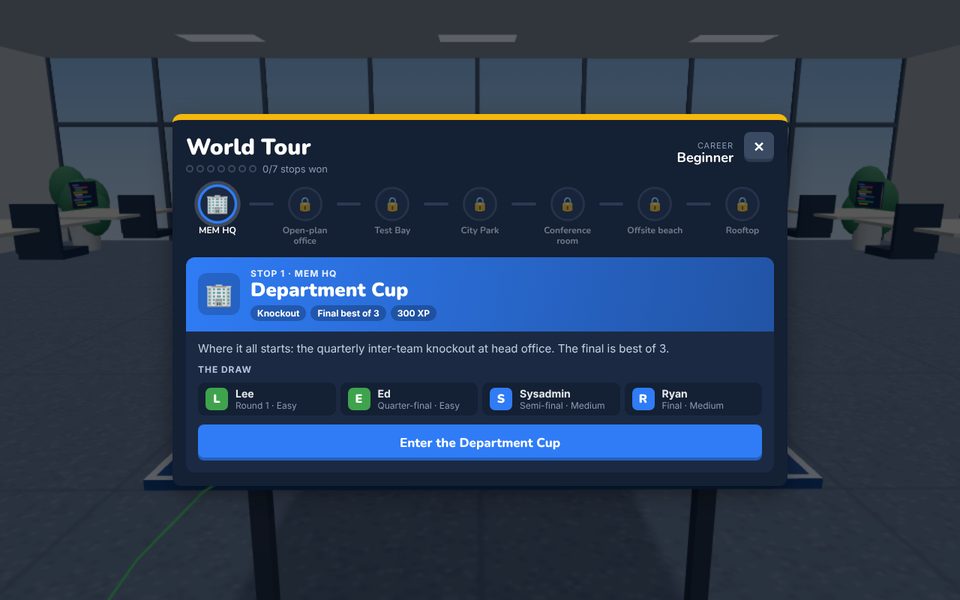 World Tour
0/7 stops won
CAREER
Beginner
MEM HQ
Open-plan
office
Test Bay
City Park
Conference
room
Offsite beach
Rooftop
STOP 1 · MEM HQ
Department Cup
Knockout
Final best of 3
300 XP
Where it all starts: the quarterly inter-team knockout at head office. The final is best of 3.
THE DRAW
L
Lee
Round 1 · Easy
E
Ed
Quarter-final · Easy
S
Sysadmin
Semi-final · Medium
R
Ryan
Final · Medium
Enter the Department Cup